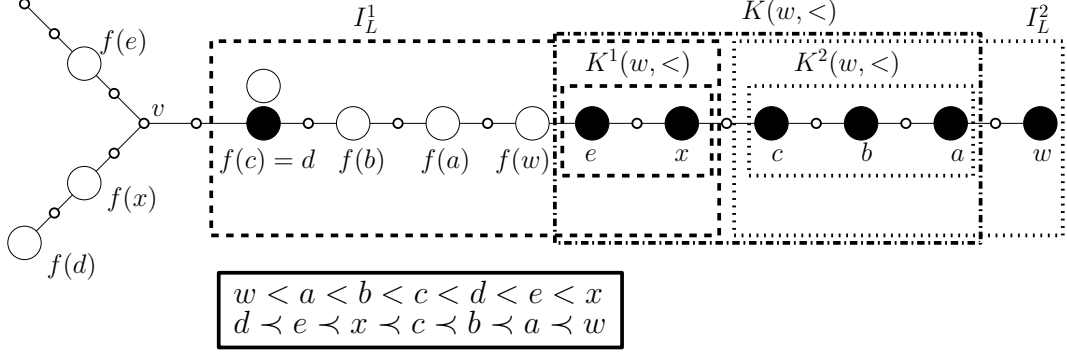 I_L^1
K(w, <)
I_L^2
f(e)
K^1(w, <)
K^2(w, <)
v
f(c) = d
f(b)
f(a)
f(w)
e
x
c
b
a
w
f(x)
f(d)
w < a < b < c < d < e < x
d ≺ e ≺ x ≺ c ≺ b ≺ a ≺ w